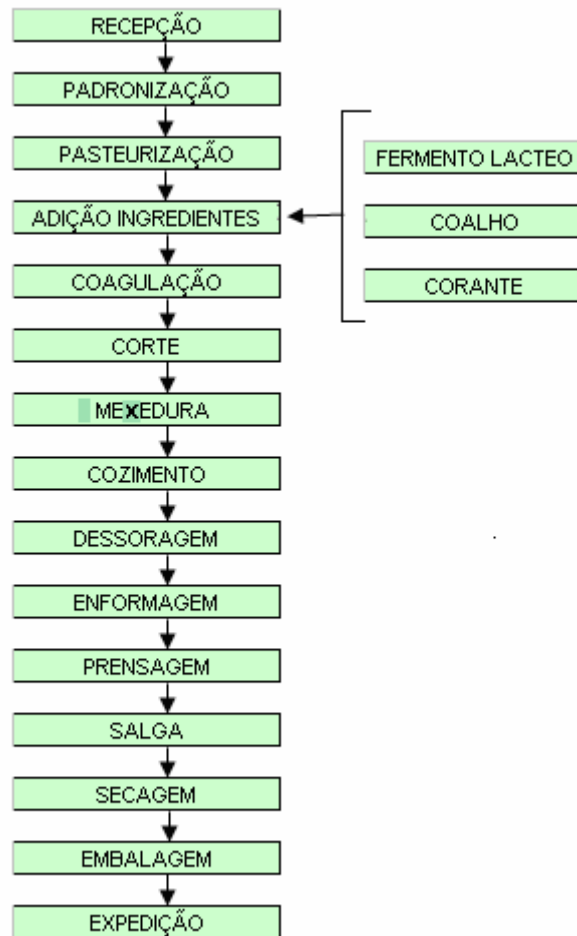 RECEPÇÃO
PADRONIZAÇÃO
PASTEURIZAÇÃO
ADIÇÃO INGREDIENTES
FERMENTO LACTEO
COALHO
CORANTE
COAGULAÇÃO
CORTE
MEXEDURA
COZIMENTO
DESSORAGEM
ENFORMAGEM
PRENSAGEM
SALGA
SECAGEM
EMBALAGEM
EXPEDIÇÃO